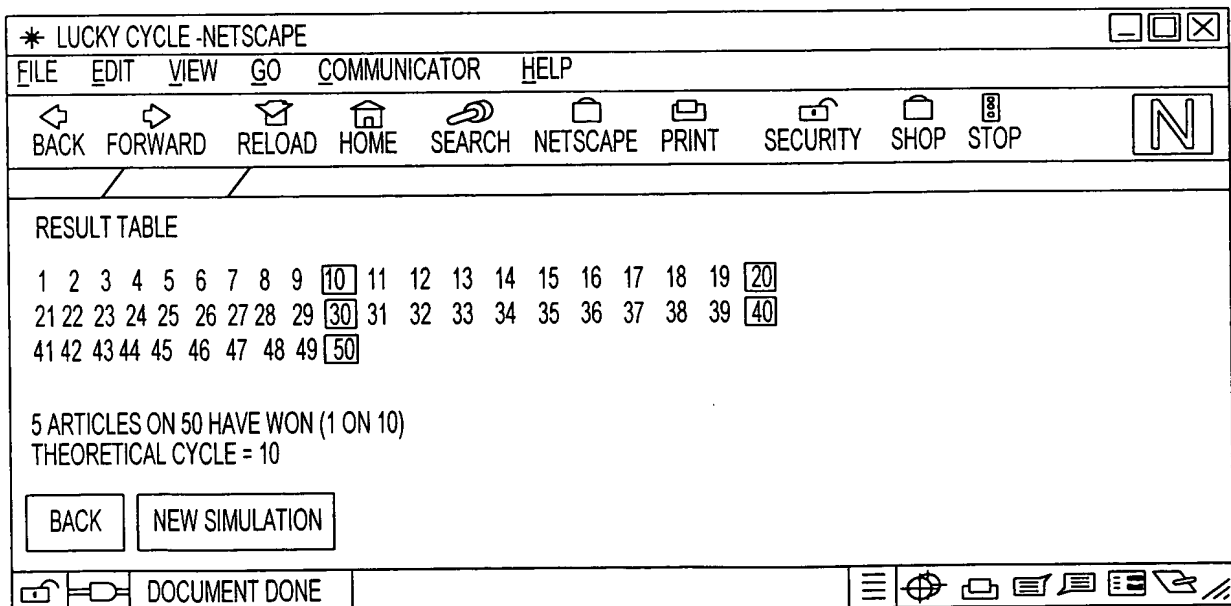 LUCKY CYCLE -NETSCAPE
FILE EDIT VIEW GO COMMUNICATOR HELP
BACK FORWARD RELOAD HOME SEARCH NETSCAPE PRINT SECURITY SHOP STOP N
RESULT TABLE
1 2 3 4 5 6 7 8 9 10 11 12 13 14 15 16 17 18 19 20
21 22 23 24 25 26 27 28 29 30 31 32 33 34 35 36 37 38 39 40
41 42 43 44 45 46 47 48 49 50
5 ARTICLES ON 50 HAVE WON (1 ON 10)
THEORETICAL CYCLE = 10
BACK NEW SIMULATION
DOCUMENT DONE